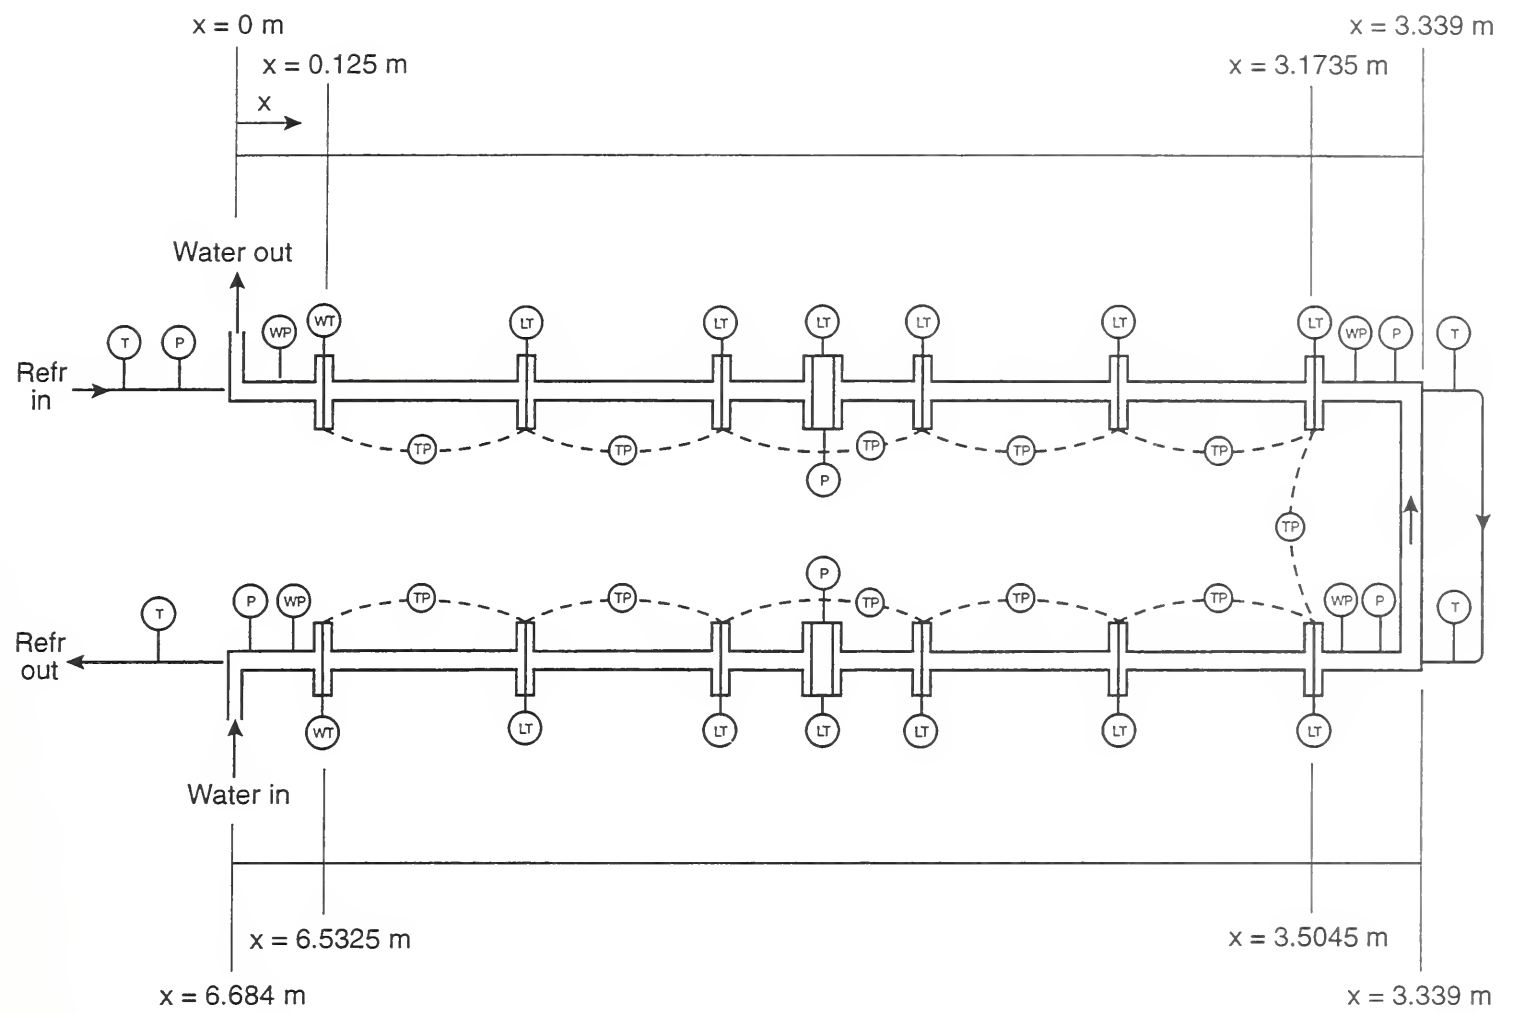 x = 0 m
x = 3.339 m
x = 0.125 m
x = 3.1735 m
x
Water out
WP WT LT LT LT LT LT LT WP P T
T P
Refr
in
TP TP TP TP TP
P
TP
P
T P WP TP TP TP TP TP WP P T
Refr
out
WT LT LT LT LT LT LT
Water in
x = 6.5325 m
x = 3.5045 m
x = 6.684 m
x = 3.339 m